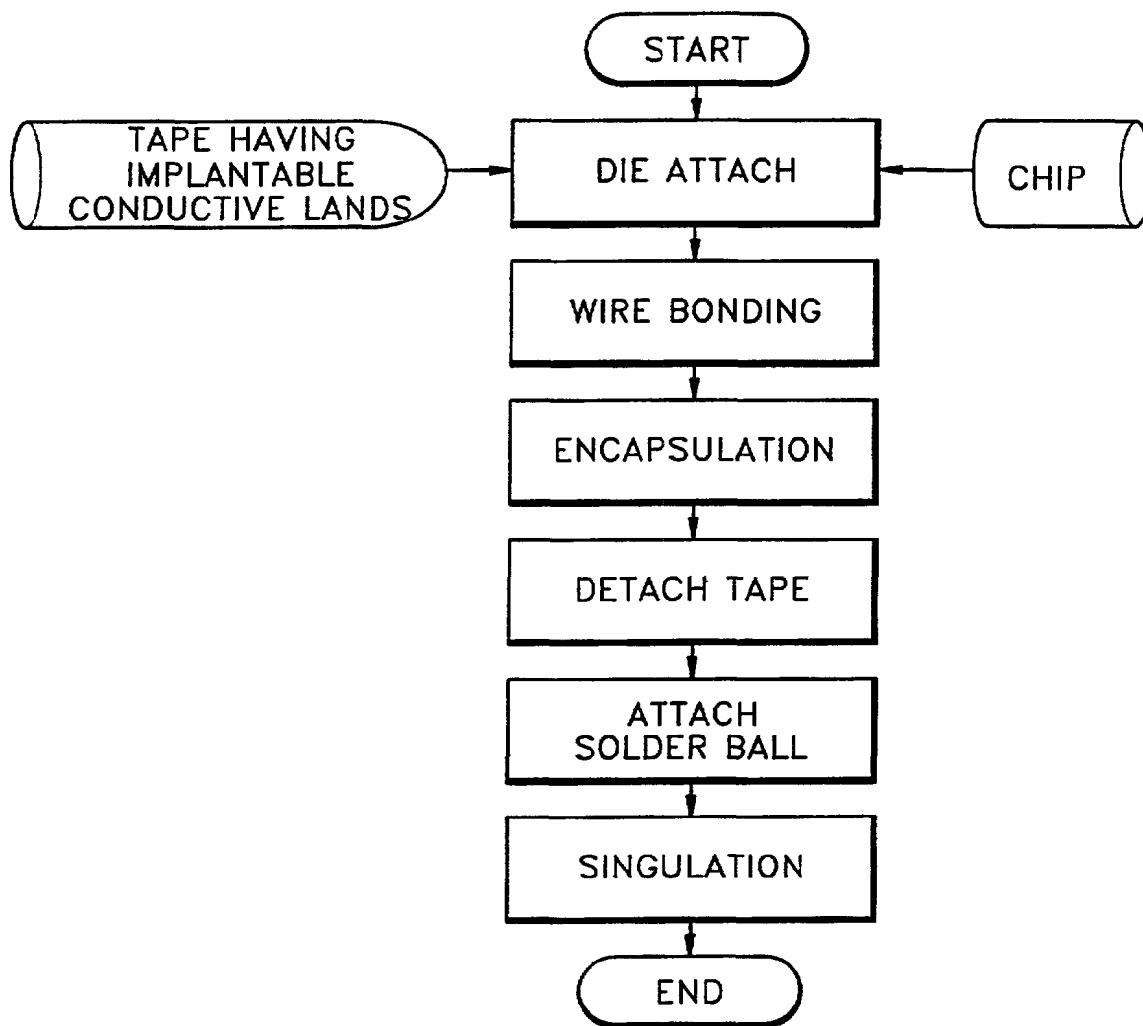 START
TAPE HAVING
IMPLANTABLE
CONDUCTIVE LANDS
DIE ATTACH
CHIP
WIRE BONDING
ENCAPSULATION
DETACH TAPE
ATTACH
SOLDER BALL
SINGULATION
END